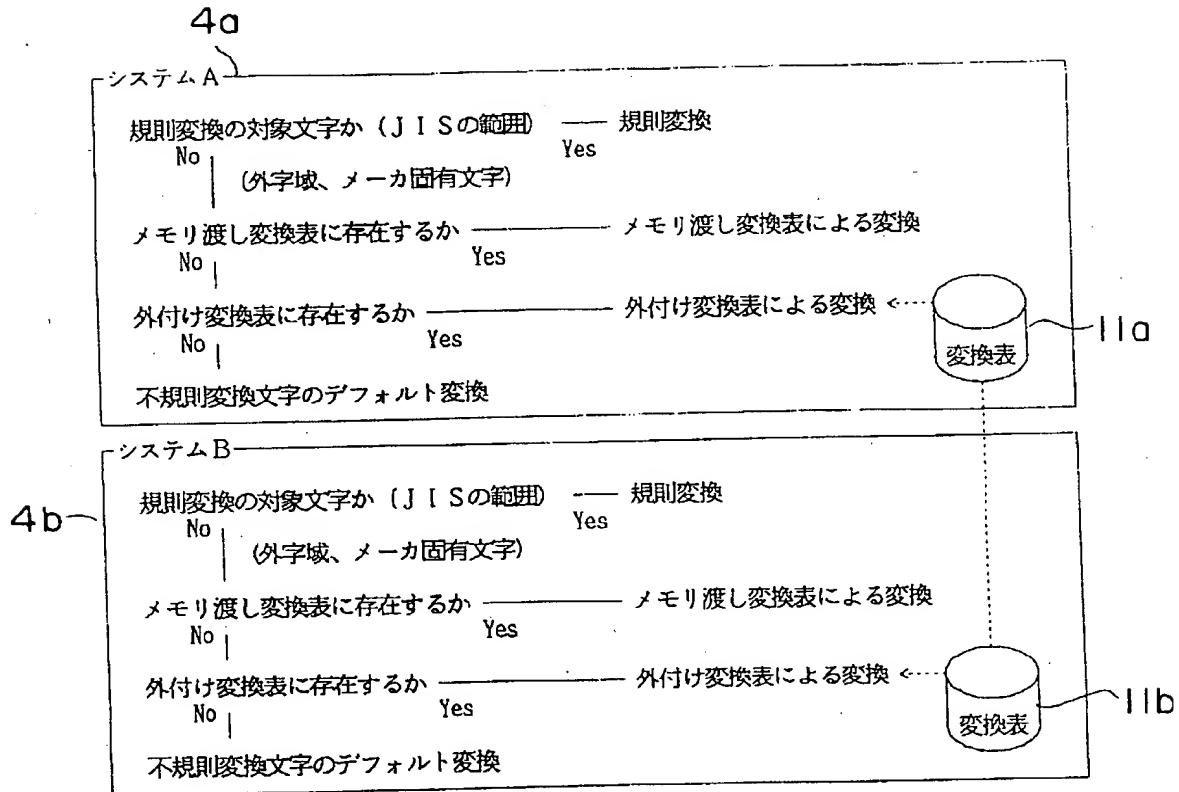 4a
システムA
規則変換の対象文字か (JISの範囲) 規則変換
No Yes
(外字域、メーカ固有文字)
メモリ渡し変換表に存在するか メモリ渡し変換表による変換
No Yes
外付け変換表に存在するか 外付け変換表による変換
No Yes
11a
変換表
不規則変換文字のデフォルト変換
システムB
4b
規則変換の対象文字か (JISの範囲) 規則変換
No Yes
(外字域、メーカ固有文字)
メモリ渡し変換表に存在するか メモリ渡し変換表による変換
No Yes
外付け変換表に存在するか 外付け変換表による変換
No Yes
11b
変換表
不規則変換文字のデフォルト変換